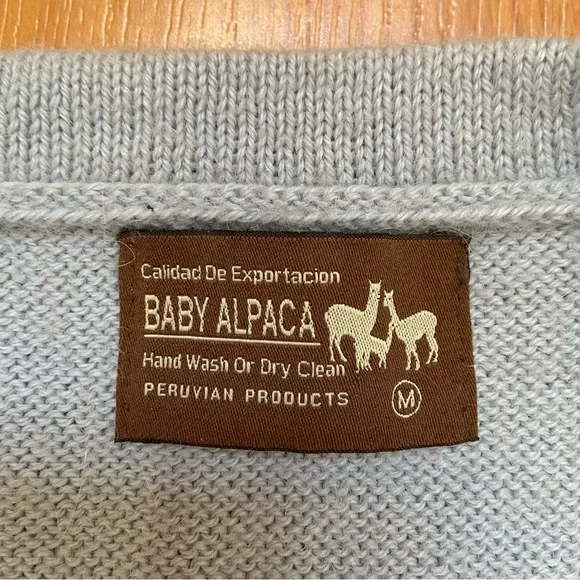 Calidad De Exportacion
BABY ALPACA
Hand Wash Or Dry Clean
PERUVIAN PRODUCTS
M